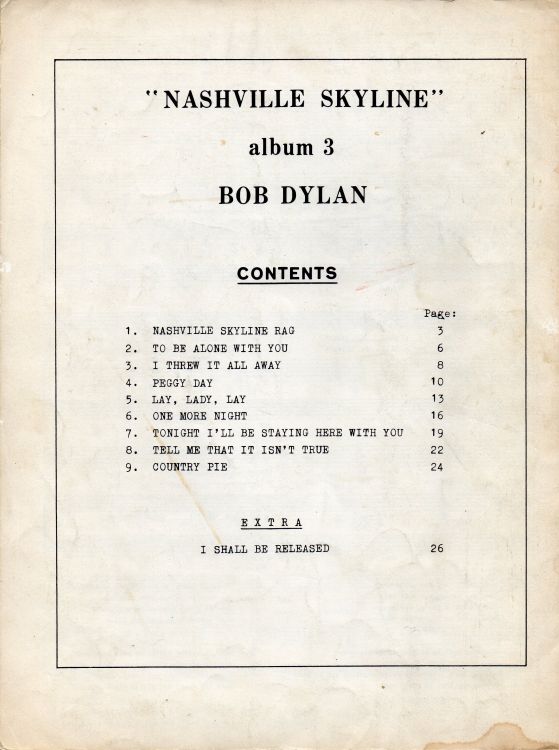 "NASHVILLE SKYLINE"
album 3
BOB DYLAN
CONTENTS
Page:
1. NASHVILLE SKYLINE RAG 3
2. TO BE ALONE WITH YOU 6
3. I THREW IT ALL AWAY 8
4. PEGGY DAY 10
5. LAY, LADY, LAY 13
6. ONE MORE NIGHT 16
7. TONIGHT I'LL BE STAYING HERE WITH YOU 19
8. TELL ME THAT IT ISN'T TRUE 22
9. COUNTRY PIE 24
E X T R A
I SHALL BE RELEASED 26